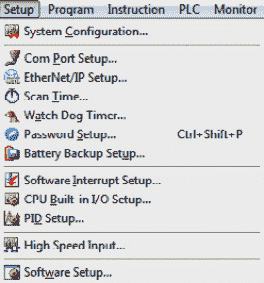 Setup Program Instruction PLC Monitor
System Configuration...
Com Port Setup...
EtherNet/IP Setup...
Scan Time...
Watch Dog Timer...
Password Setup... Ctrl+Shift+P
Battery Backup Setup...
Software Interrupt Setup...
CPU Built-in I/O Setup...
PID Setup...
High Speed Input...
Software Setup...